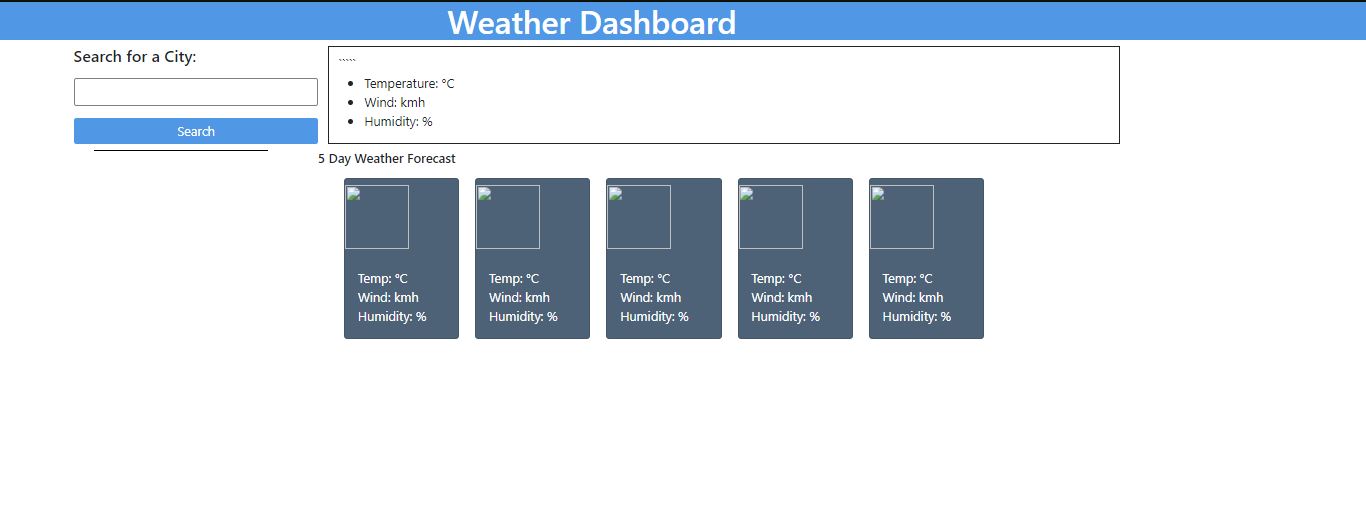 Weather Dashboard
Search for a City:
Search
`````
Temperature: °C
Wind: kmh
Humidity: %
5 Day Weather Forecast
Temp: °C
Wind: kmh
Humidity: %
Temp: °C
Wind: kmh
Humidity: %
Temp: °C
Wind: kmh
Humidity: %
Temp: °C
Wind: kmh
Humidity: %
Temp: °C
Wind: kmh
Humidity: %